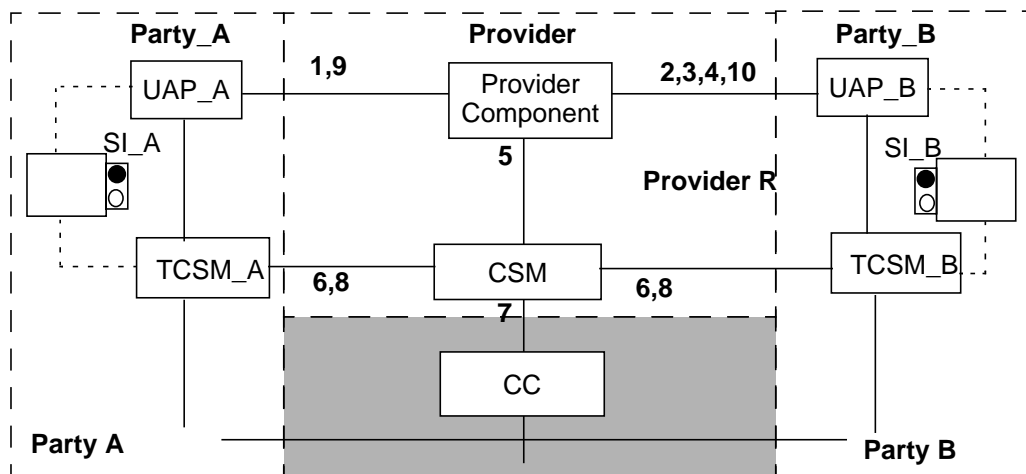 Party_A
Provider
Party_B
1,9
2,3,4,10
UAP_A
Provider
Component
UAP_B
SI_A
5
SI_B
Provider R
TCSM_A
CSM
TCSM_B
6,8
6,8
7
CC
Party A
Party B